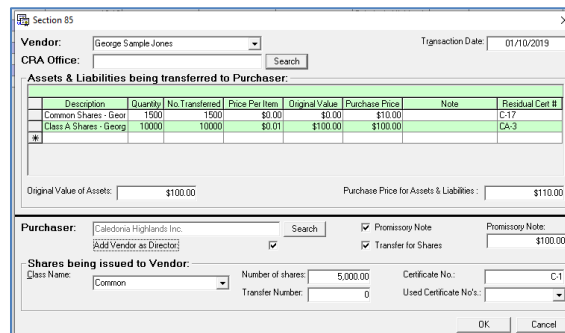 Section 85
Vendor: George Sample Jones Transaction Date: 01/10/2019
CRA Office: Search
Assets & Liabilities being transferred to Purchaser:
Description Quantity No.Transferred Price Per Item Original Value Purchase Price Note Residual Cert #
Common Shares - Geor 1500 1500 $0.00 $0.00 $10.00 C-17
Class A Shares - Georg 10000 10000 $0.01 $100.00 $100.00 CA-3
Original Value of Assets: $100.00 Purchase Price for Assets & Liabilities : $110.00
Purchaser: Caledonia Highlands Inc. Search Promissory Note Promissory Note:
Add Vendor as Director: Transfer for Shares $100.00
Shares being issued to Vendor:
Class Name: Common Number of shares: 5,000.00 Certificate No.: C-1
Transfer Number: 0 Used Certificate No's.:
OK Cancel